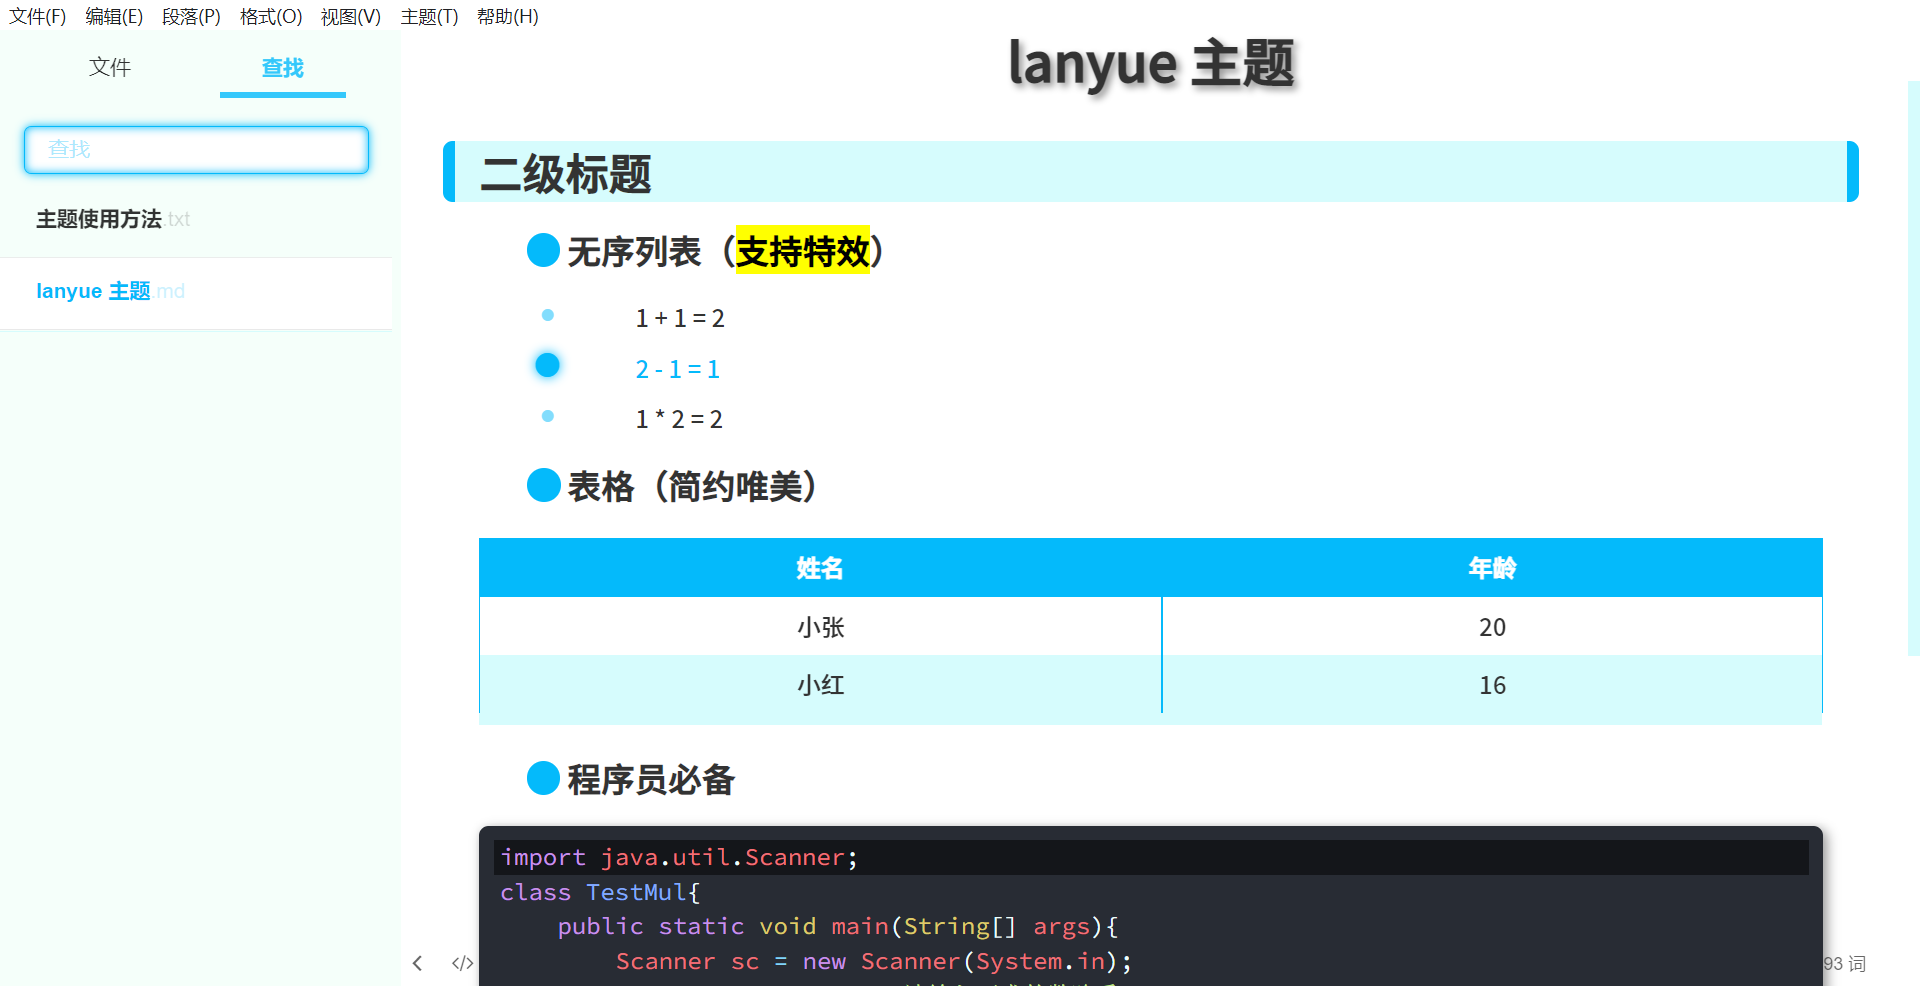 文件(F) 编辑(E) 段落(P) 格式(O) 视图(V) 主题(T) 帮助(H)
文件 查找
查找
主题使用方法.txt
lanyue 主题.md
lanyue 主题
二级标题
无序列表（支持特效）
1 + 1 = 2
2 - 1 = 1
1 * 2 = 2
表格（简约唯美）
姓名 年龄
小张 20
小红 16
程序员必备
import java.util.Scanner;
class TestMul{
public static void main(String[] args){
Scanner sc = new Scanner(System.in);
</> 93 词